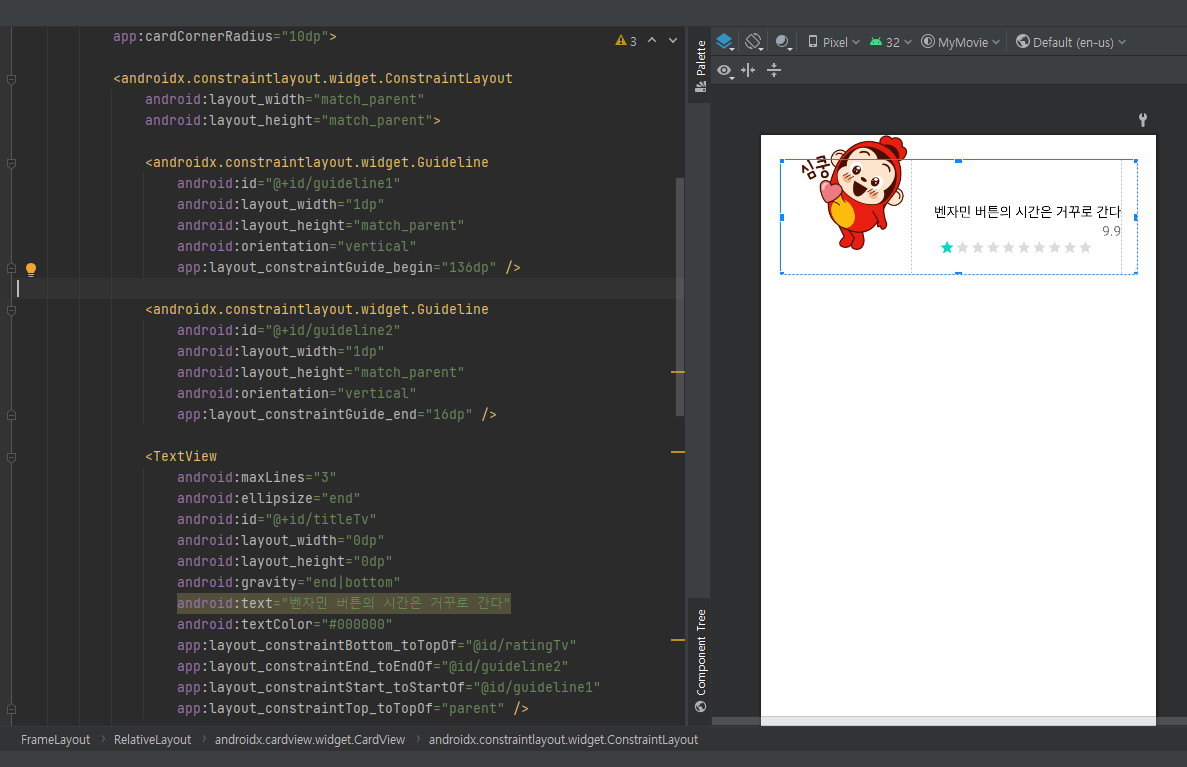 app:cardCornerRadius="10dp">
3
<androidx.constraintlayout.widget.ConstraintLayout
android:layout_width="match_parent"
android:layout_height="match_parent">
<androidx.constraintlayout.widget.Guideline
android:id="@+id/guideline1"
android:layout_width="1dp"
android:layout_height="match_parent"
android:orientation="vertical"
app:layout_constraintGuide_begin="136dp" />
<androidx.constraintlayout.widget.Guideline
android:id="@+id/guideline2"
android:layout_width="1dp"
android:layout_height="match_parent"
android:orientation="vertical"
app:layout_constraintGuide_end="16dp" />
<TextView
android:maxLines="3"
android:ellipsize="end"
android:id="@+id/titleTv"
android:layout_width="0dp"
android:layout_height="0dp"
android:gravity="end|bottom"
android:text="벤자민 버튼의 시간은 거꾸로 간다"
android:textColor="#000000"
app:layout_constraintBottom_toTopOf="@id/ratingTv"
app:layout_constraintEnd_toEndOf="@id/guideline2"
app:layout_constraintStart_toStartOf="@id/guideline1"
app:layout_constraintTop_toTopOf="parent" />
Palette
Component Tree
Pixel 32 MyMovie Default (en-us)
심쿵
벤자민 버튼의 시간은 거꾸로 간다
9.9
FrameLayout RelativeLayout androidx.cardview.widget.CardView androidx.constraintlayout.widget.ConstraintLayout